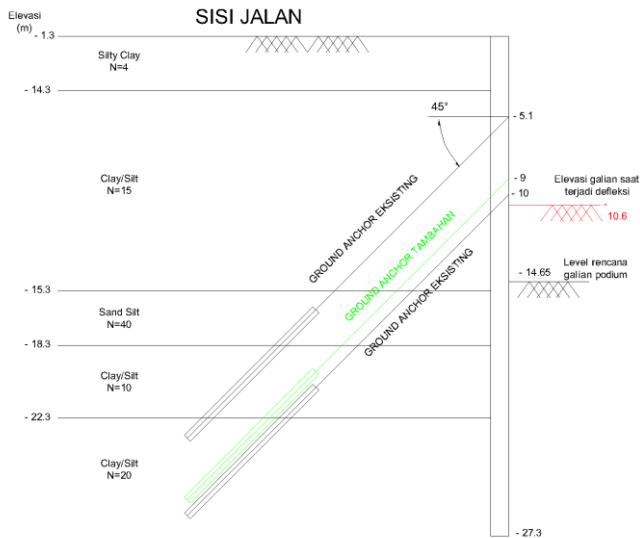 SISI JALAN
Elevasi
(m)
- 1.3
Silty Clay
N=4
- 14.3
45°
- 5.1
Clay/Silt
N=15
- 9
- 10
Elevasi galian saat
terjadi defleksi
-
10.6
GROUND ANCHOR EKSISTING
GROUND ANCHOR TAMBAHAN
GROUND ANCHOR EKSISTING
Level rencana
galian podium
- 14.65
- 15.3
Sand Silt
N=40
- 18.3
Clay/Silt
N=10
- 22.3
Clay/Silt
N=20
- 27.3